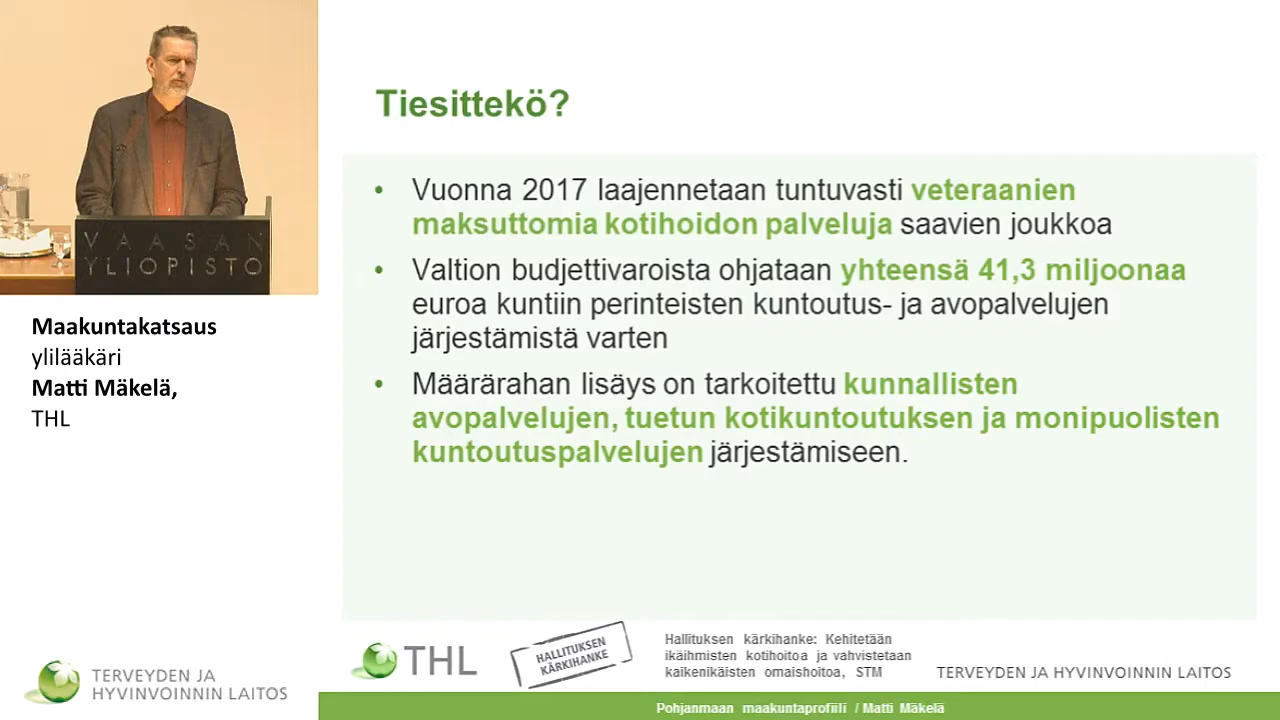 VAASAN
YLIOPISTO
Maakuntakatsaus
ylilääkäri
Matti Mäkelä,
THL
TERVEYDEN JA
HYVINVOINNIN LAITOS
Tiesittekö?
• Vuonna 2017 laajennetaan tuntuvasti veteraanien
maksuttomia kotihoidon palveluja saavien joukkoa
• Valtion budjettivaroista ohjataan yhteensä 41,3 miljoonaa
euroa kuntiin perinteisten kuntoutus- ja avopalvelujen
järjestämistä varten
• Määrärahan lisäys on tarkoitettu kunnallisten
avopalvelujen, tuetun kotikuntoutuksen ja monipuolisten
kuntoutuspalvelujen järjestämiseen.
THL
HALLITUKSEN
KÄRKIHANKE
Hallituksen kärkihanke: Kehitetään
ikäihmisten kotihoitoa ja vahvistetaan
kaikenikäisten omaishoitoa, STM
TERVEYDEN JA HYVINVOINNIN LAITOS
Pohjanmaan maakuntaprofiili / Matti Mäkelä